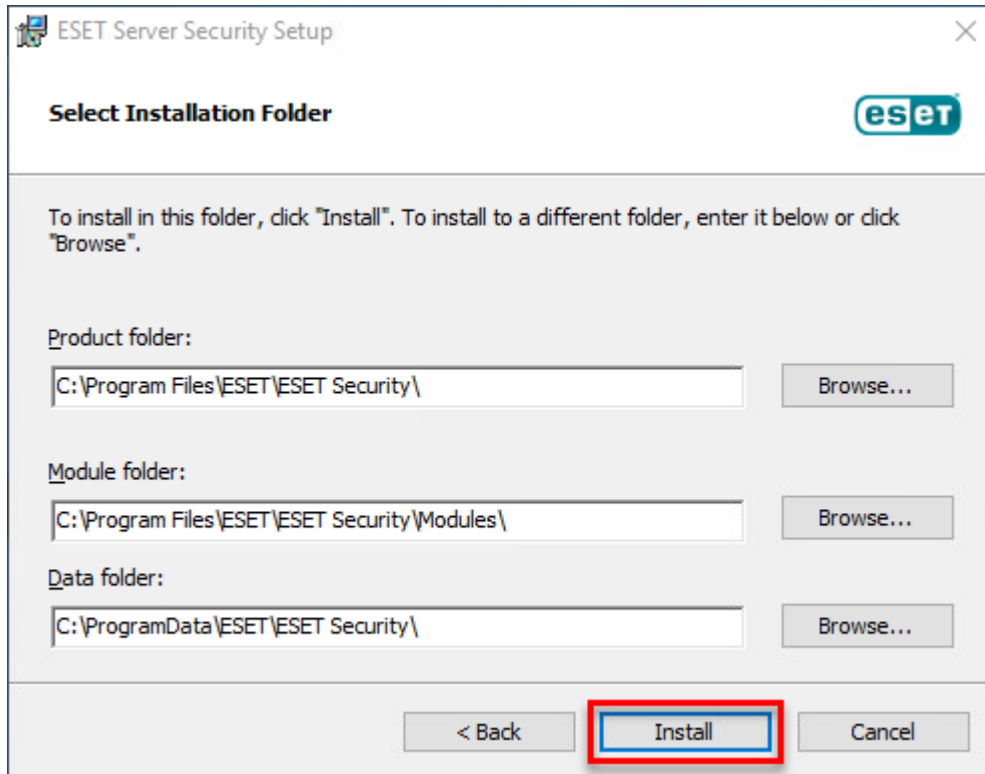 ESET Server Security Setup
Select Installation Folder
eseT
To install in this folder, click "Install". To install to a different folder, enter it below or click
"Browse".
Product folder:
C:\Program Files\ESET\ESET Security\
Browse...
Module folder:
C:\Program Files\ESET\ESET Security\Modules\
Browse...
Data folder:
C:\ProgramData\ESET\ESET Security\
Browse...
< Back
Install
Cancel